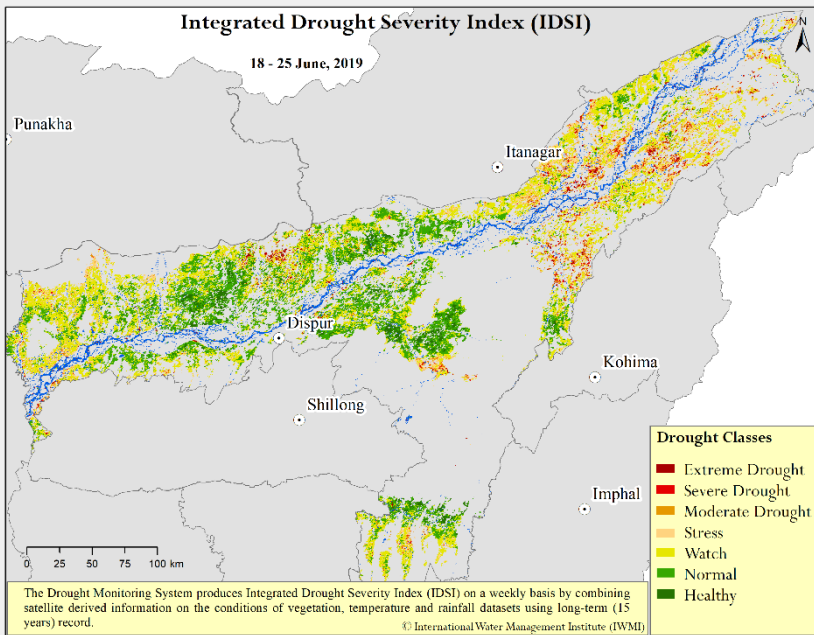 Integrated Drought Severity Index (IDSI)
18 - 25 June, 2019
N
Punakha
Itanagar
Dispur
Kohima
Shillong
Imphal
Drought Classes
Extreme Drought
Severe Drought
Moderate Drought
Stress
Watch
Normal
Healthy
0 25 50 75 100 km
The Drought Monitoring System produces Integrated Drought Severity Index (IDSI) on a weekly basis by combining
satellite derived information on the conditions of vegetation, temperature and rainfall datasets using long-term (15
years) record.
© International Water Management Institute (IWMI)